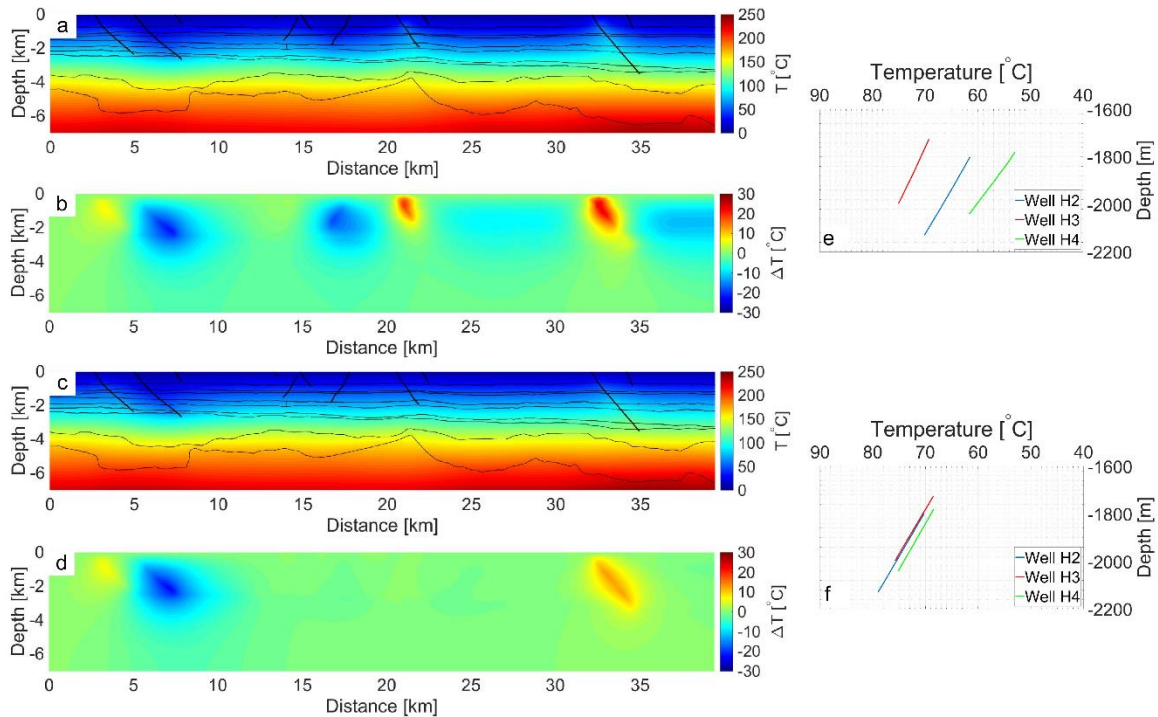 a
Depth [km]
0
-2
-4
-6
0 5 10 15 20 25 30 35
Distance [km]
250
200
150
100
50
0
T [°C]
b
Depth [km]
0
-2
-4
-6
0 5 10 15 20 25 30 35
Distance [km]
30
20
10
0
-10
-20
-30
ΔT [°C]
c
Depth [km]
0
-2
-4
-6
0 5 10 15 20 25 30 35
Distance [km]
250
200
150
100
50
0
T [°C]
d
Depth [km]
0
-2
-4
-6
0 5 10 15 20 25 30 35
Distance [km]
30
20
10
0
-10
-20
-30
ΔT [°C]
Temperature [°C]
90 80 70 60 50 40
-1600
-1800
-2000
-2200
Depth [m]
Well H2
Well H3
Well H4
e
Temperature [°C]
90 80 70 60 50 40
-1600
-1800
-2000
-2200
Depth [m]
Well H2
Well H3
Well H4
f